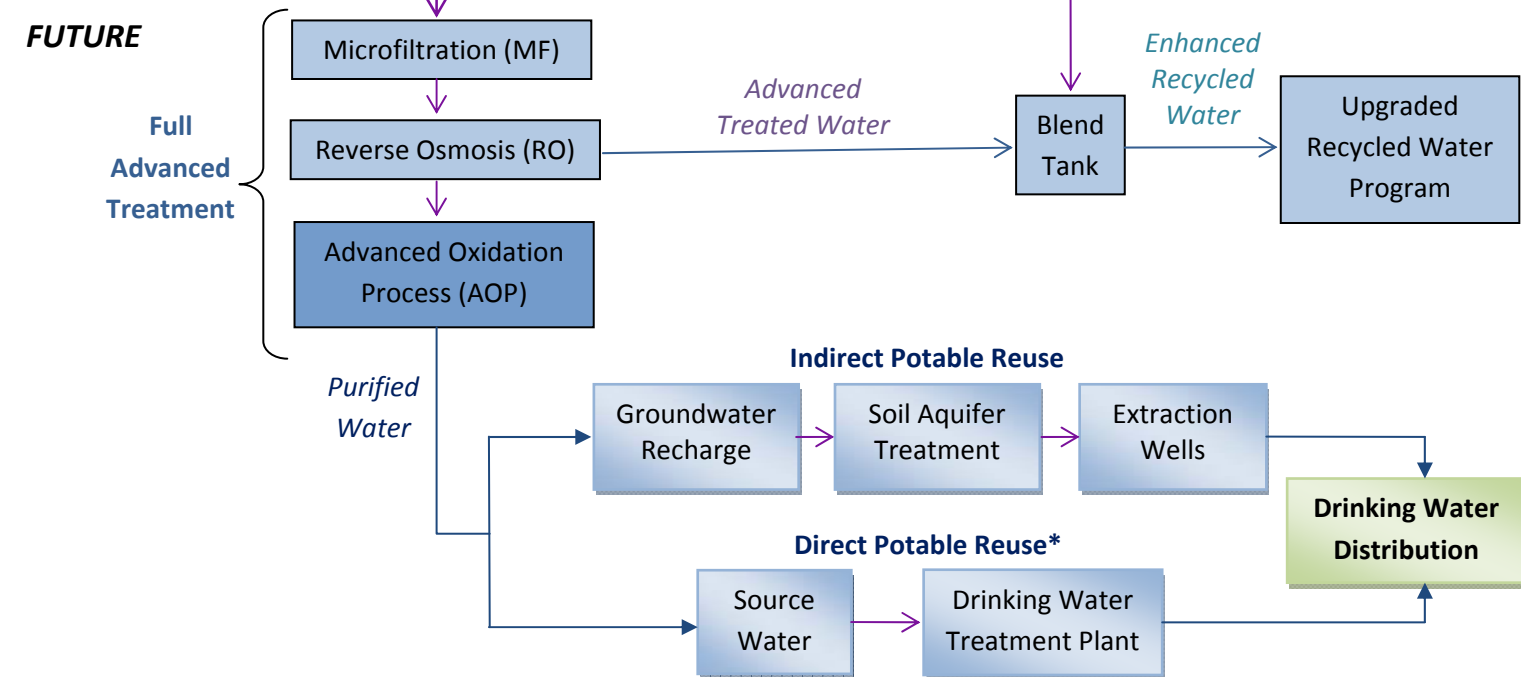 FUTURE
Microfiltration (MF)
Full
Advanced
Treatment
Reverse Osmosis (RO)
Advanced
Treated Water
Blend
Tank
Enhanced
Recycled
Water
Upgraded
Recycled Water
Program
Advanced Oxidation
Process (AOP)
Purified
Water
Indirect Potable Reuse
Groundwater
Recharge
Soil Aquifer
Treatment
Extraction
Wells
Drinking Water
Distribution
Direct Potable Reuse*
Source
Water
Drinking Water
Treatment Plant